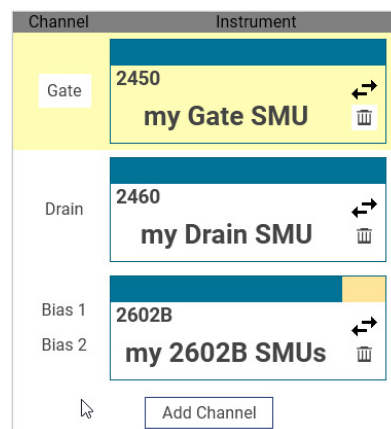 Channel Instrument
Gate
2450
my Gate SMU
Drain
2460
my Drain SMU
Bias 1
Bias 2
2602B
my 2602B SMUs
Add Channel